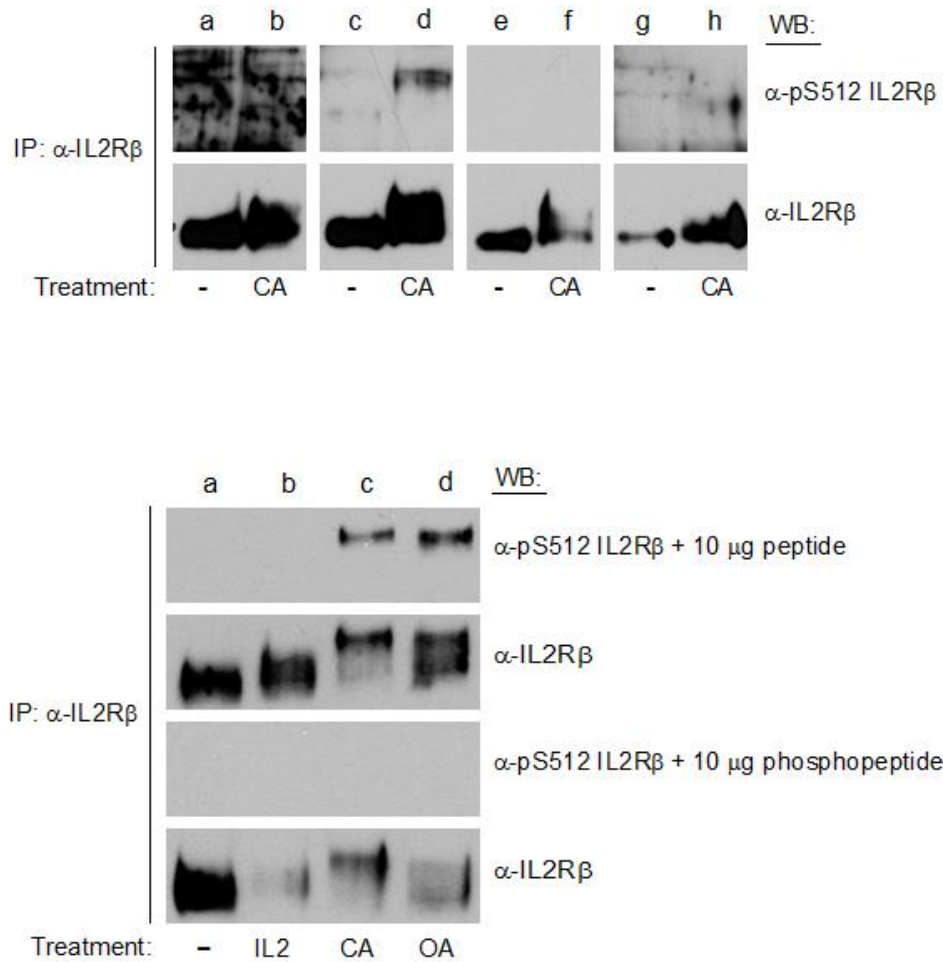 a b c d e f g h WB:
α-pS512 IL2Rβ
IP: α-IL2Rβ
α-IL2Rβ
Treatment: - CA - CA - CA - CA
a b c d WB:
α-pS512 IL2Rβ + 10 μg peptide
α-IL2Rβ
IP: α-IL2Rβ
α-pS512 IL2Rβ + 10 μg phosphopeptide
α-IL2Rβ
Treatment: - IL2 CA OA